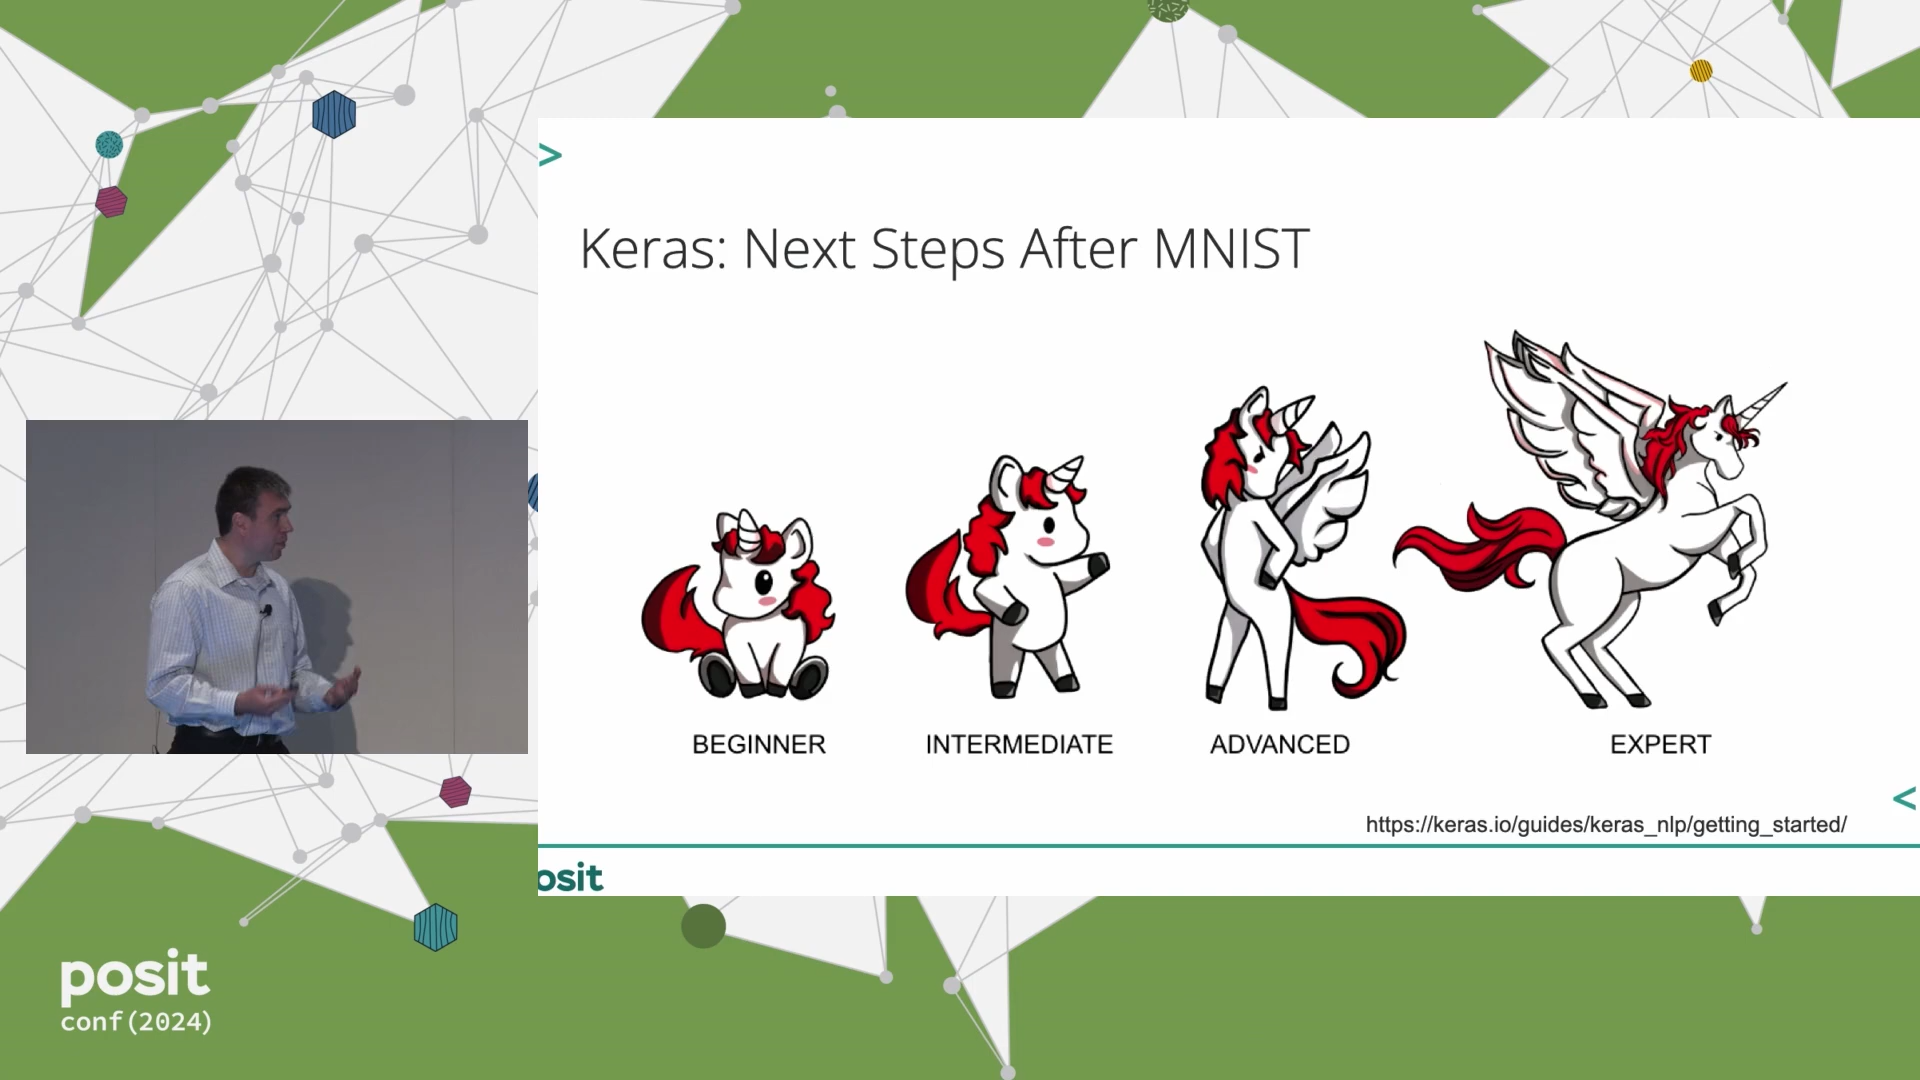 >
Keras: Next Steps After MNIST
BEGINNER
INTERMEDIATE
ADVANCED
EXPERT
<
https://keras.io/guides/keras_nlp/getting_started/
osit
posit
conf(2024)